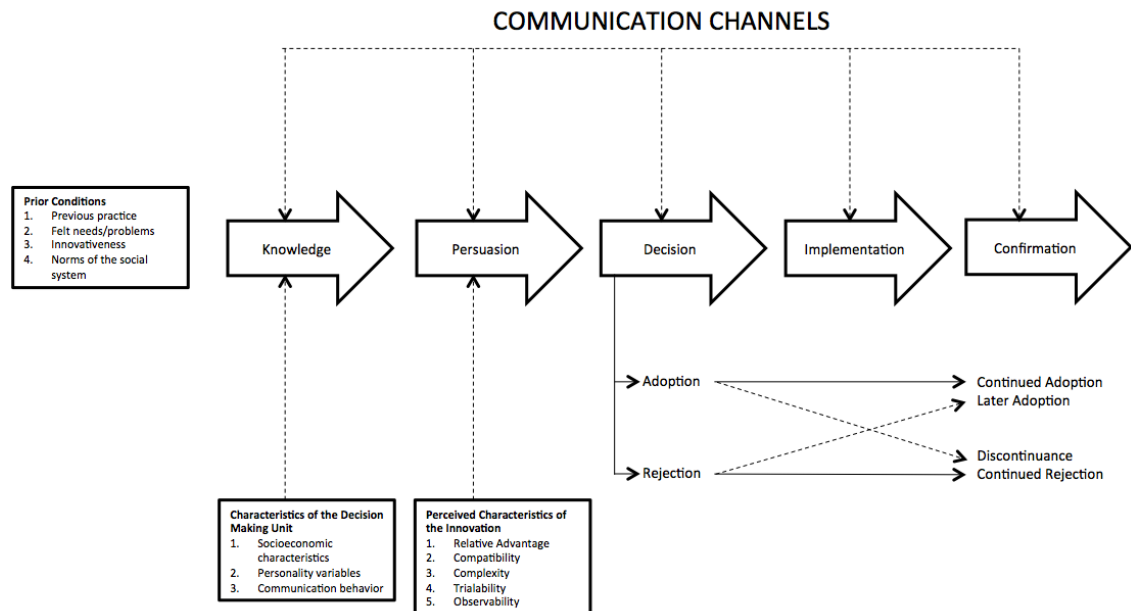 COMMUNICATION CHANNELS
Prior Conditions
1. Previous practice
2. Felt needs/problems
3. Innovativeness
4. Norms of the social
system
Knowledge
Persuasion
Decision
Implementation
Confirmation
Adoption
Continued Adoption
Later Adoption
Discontinuance
Rejection
Continued Rejection
Characteristics of the Decision
Making Unit
1. Socioeconomic
characteristics
2. Personality variables
3. Communication behavior
Perceived Characteristics of
the Innovation
1. Relative Advantage
2. Compatibility
3. Complexity
4. Trialability
5. Observability